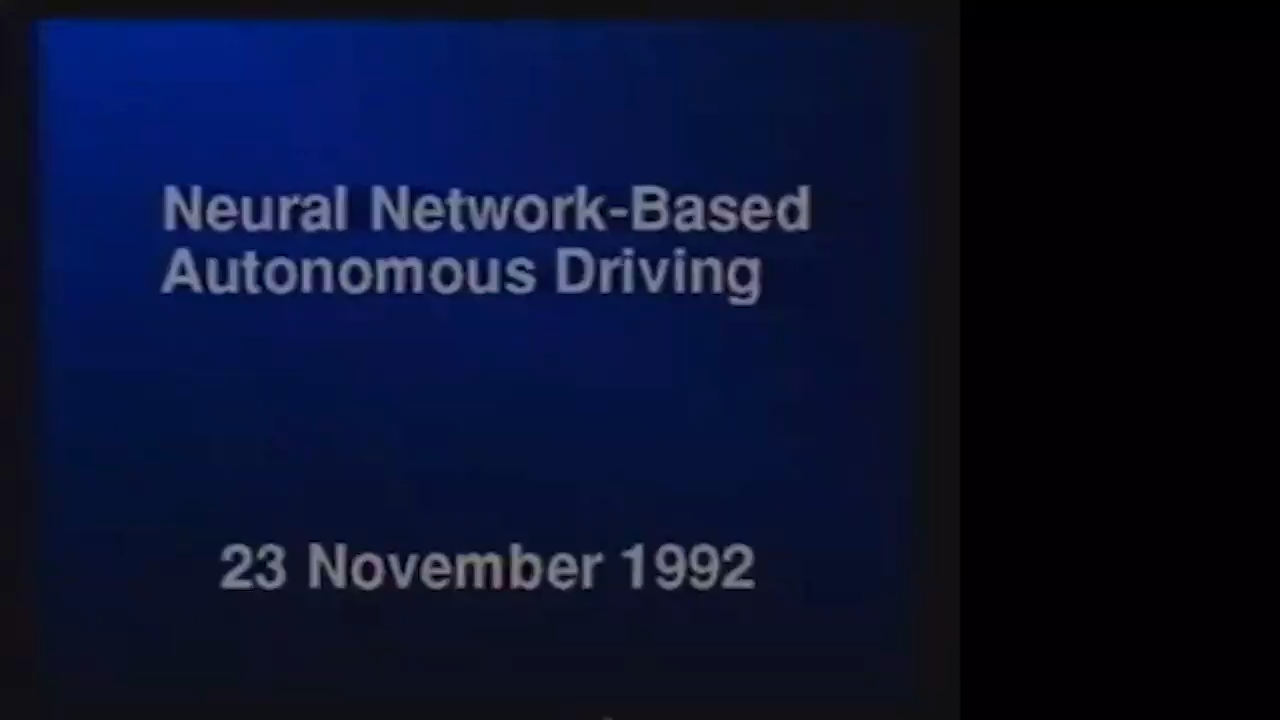 Neural Network-Based
Autonomous Driving
23 November 1992